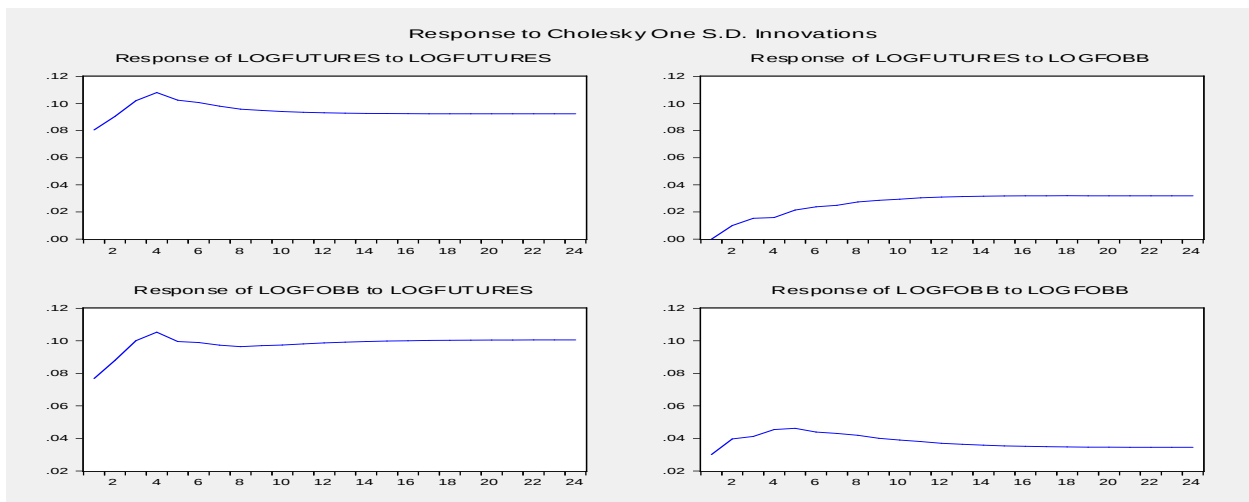 Response to Cholesky One S.D. Innovations
Response of LOGFUTURES to LOGFUTURES
.12
.10
.08
.06
.04
.02
.00
2 4 6 8 10 12 14 16 18 20 22 24
Response of LOGFUTURES to LOGFOBB
.12
.10
.08
.06
.04
.02
.00
2 4 6 8 10 12 14 16 18 20 22 24
Response of LOGFOBB to LOGFUTURES
.12
.10
.08
.06
.04
.02
2 4 6 8 10 12 14 16 18 20 22 24
Response of LOGFOBB to LOGFOBB
.12
.10
.08
.06
.04
.02
2 4 6 8 10 12 14 16 18 20 22 24